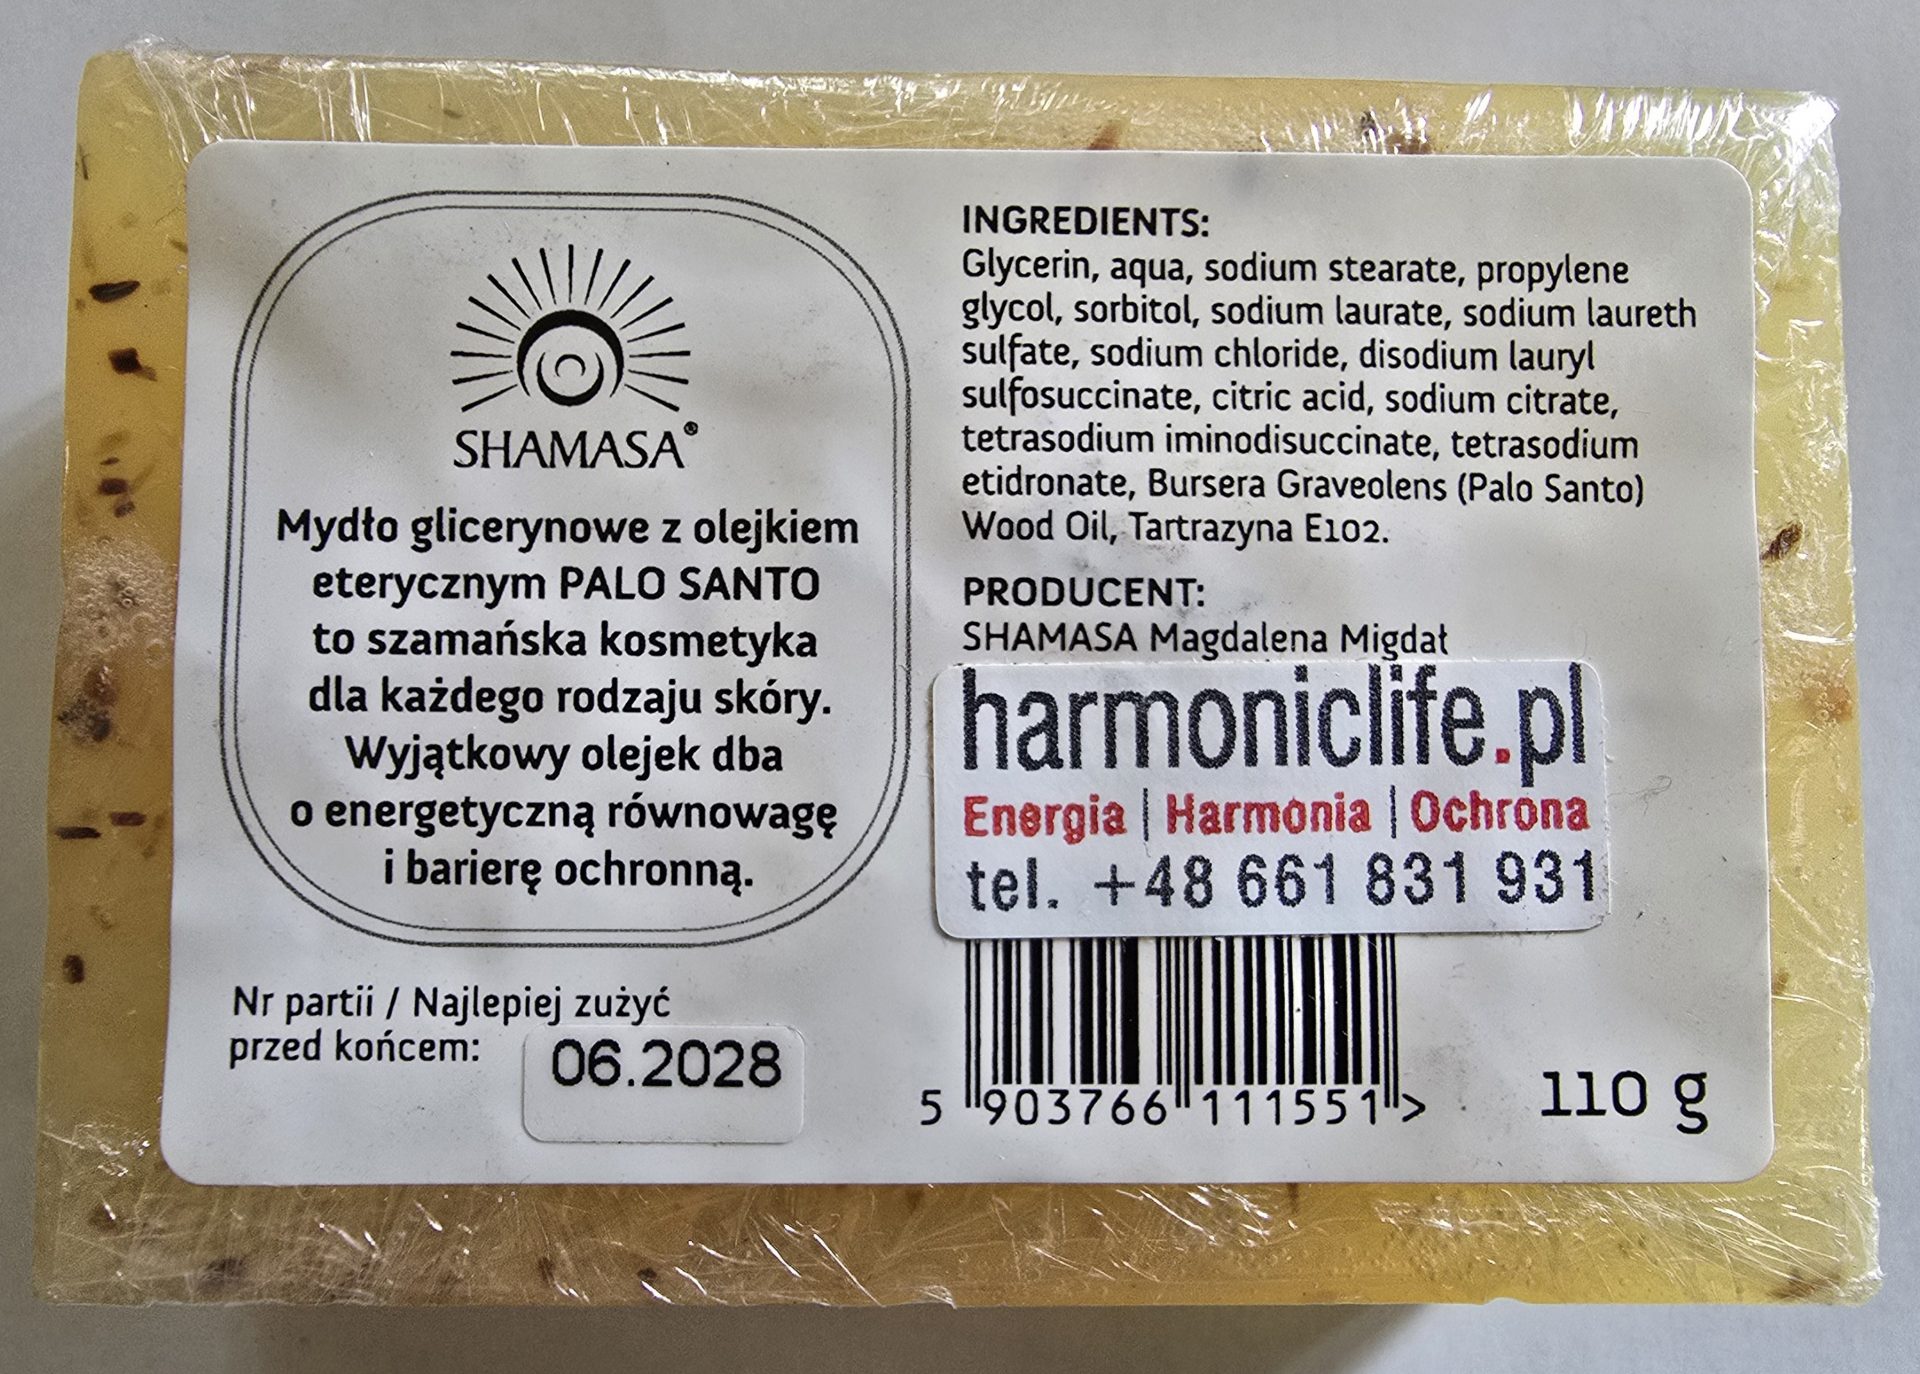 SHAMASA®
Mydło glicerynowe z olejkiem
eterycznym PALO SANTO
to szamańska kosmetyka
dla każdego rodzaju skóry.
Wyjątkowy olejek dba
o energetyczną równowagę
i barierę ochronną.
Nr partii / Najlepiej zużyć
przed końcem:
06.2028
INGREDIENTS:
Glycerin, aqua, sodium stearate, propylene
glycol, sorbitol, sodium laurate, sodium laureth
sulfate, sodium chloride, disodium lauryl
sulfosuccinate, citric acid, sodium citrate,
tetrasodium iminodisuccinate, tetrasodium
etidronate, Bursera Graveolens (Palo Santo)
Wood Oil, Tartrazyna E102.
PRODUCENT:
SHAMASA Magdalena Migdał
harmoniclife.pl
Energia | Harmonia | Ochrona
tel. +48 661 831 931
5 903766 111551 >
110 g